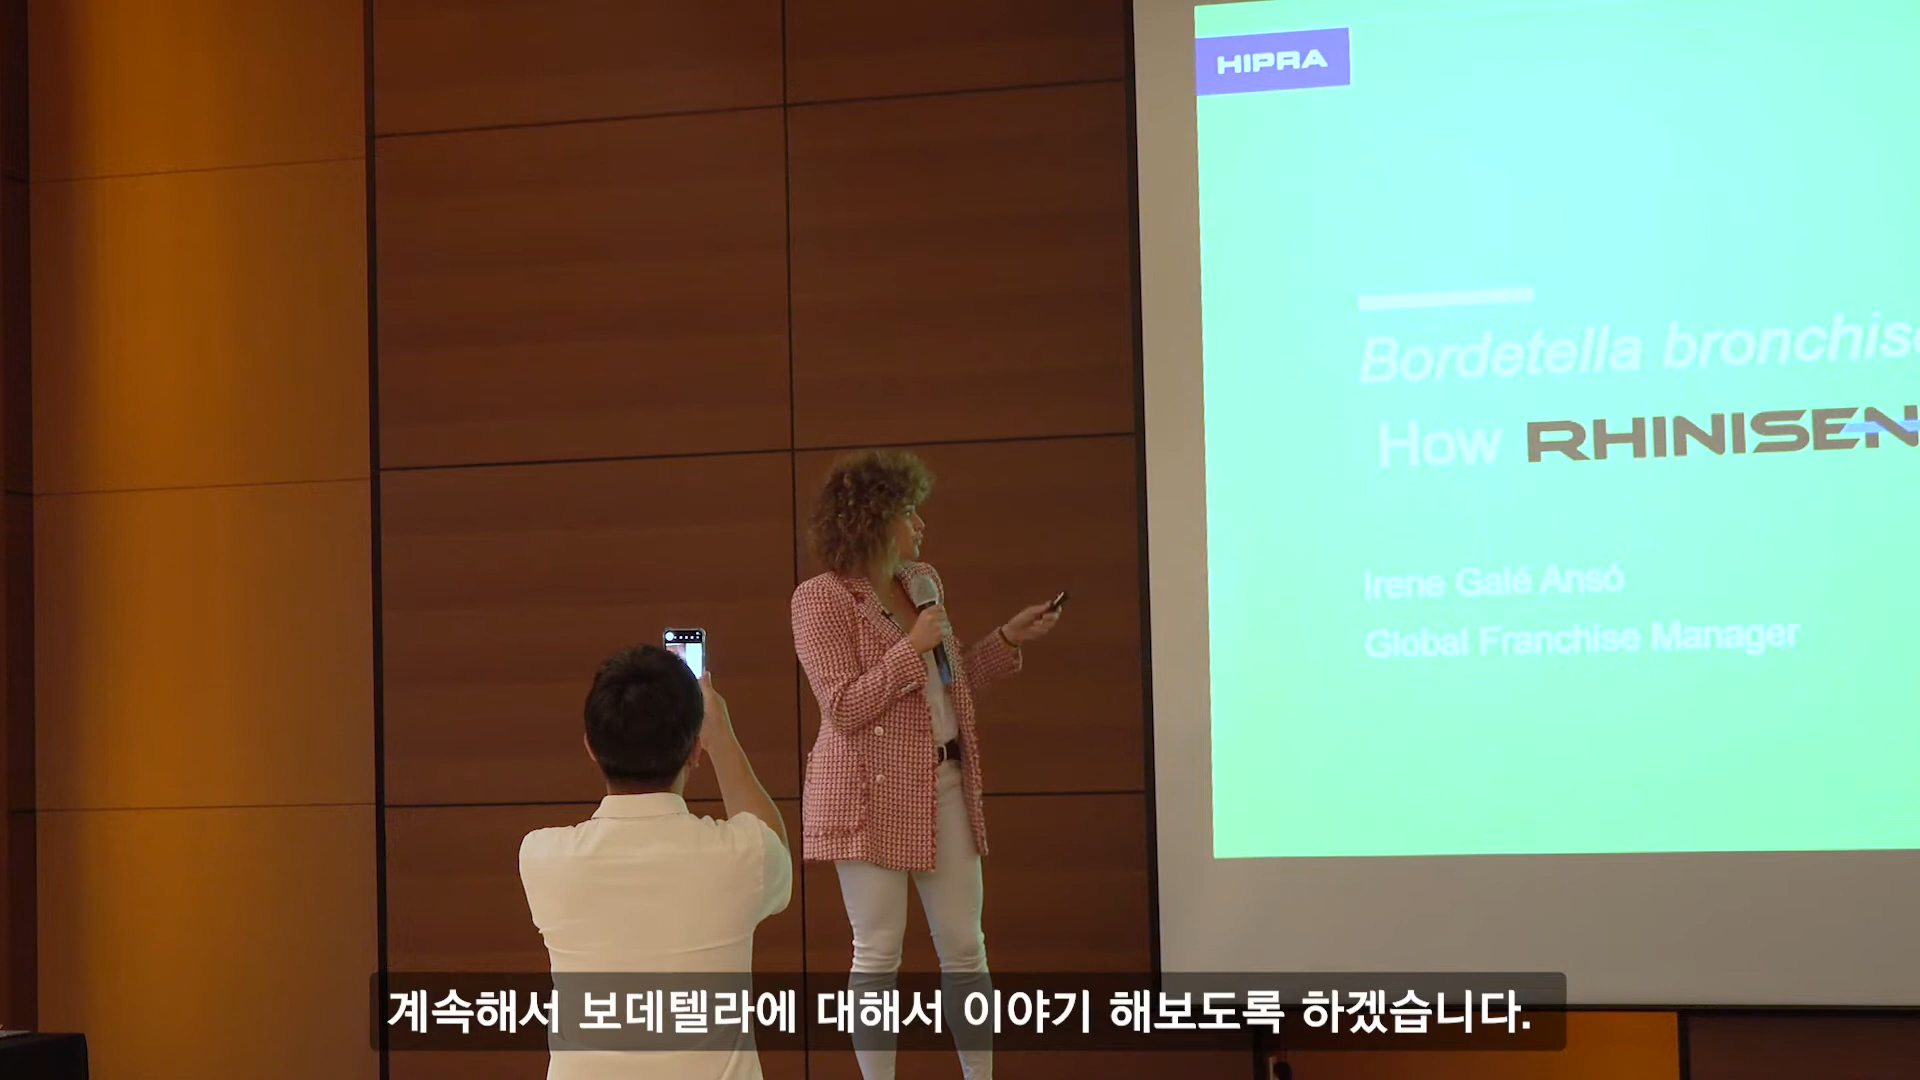 HIPRA
Bordetella
How RHINISEN
Irene Galé Ansó
Global Franchise Manager
계속해서 보데텔라에 대해서 이야기 해보도록 하겠습니다.